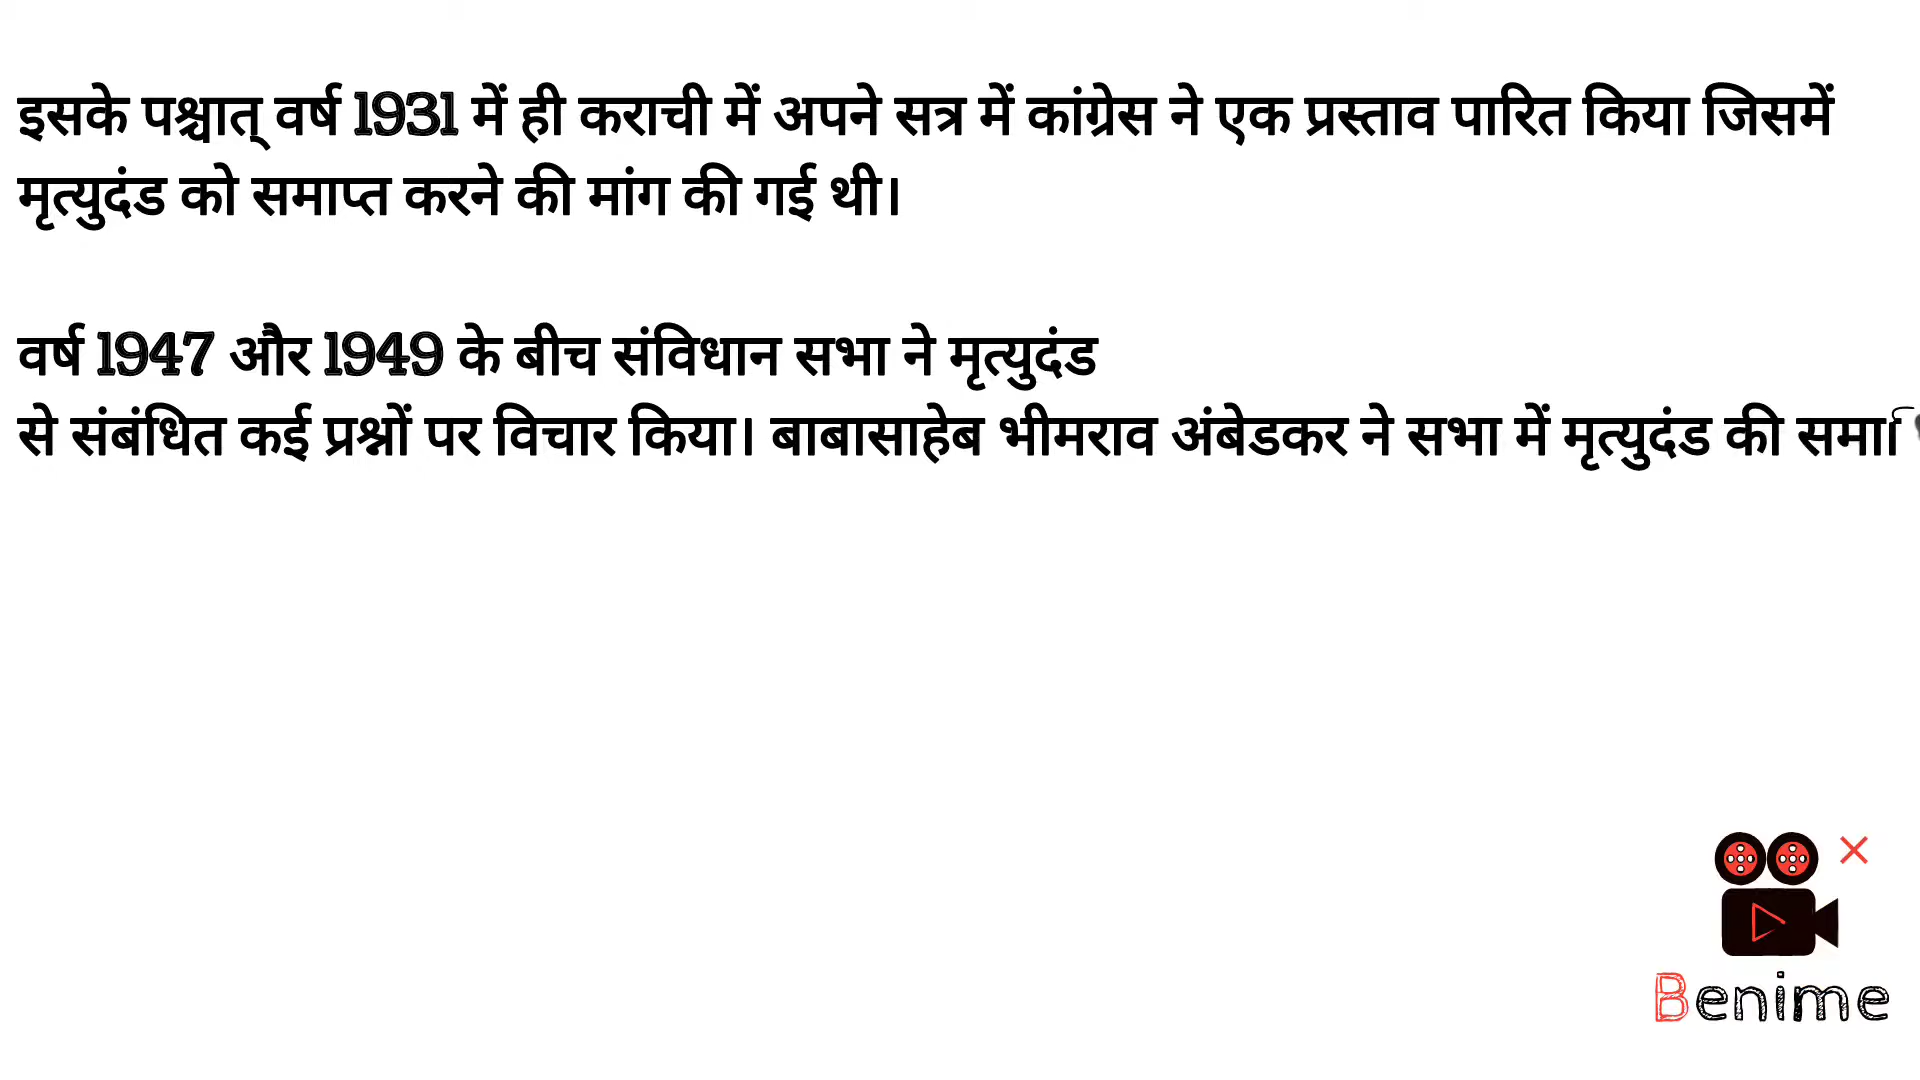 इसके पश्चात् वर्ष 1931 में ही कराची में अपने सत्र में कांग्रेस ने एक प्रस्ताव पारित किया जिसमें
मृत्युदंड को समाप्त करने की मांग की गई थी।
वर्ष 1947 और 1949 के बीच संविधान सभा ने मृत्युदंड
से संबंधित कई प्रश्नों पर विचार किया। बाबासाहेब भीमराव अंबेडकर ने सभा में मृत्युदंड की
Benime